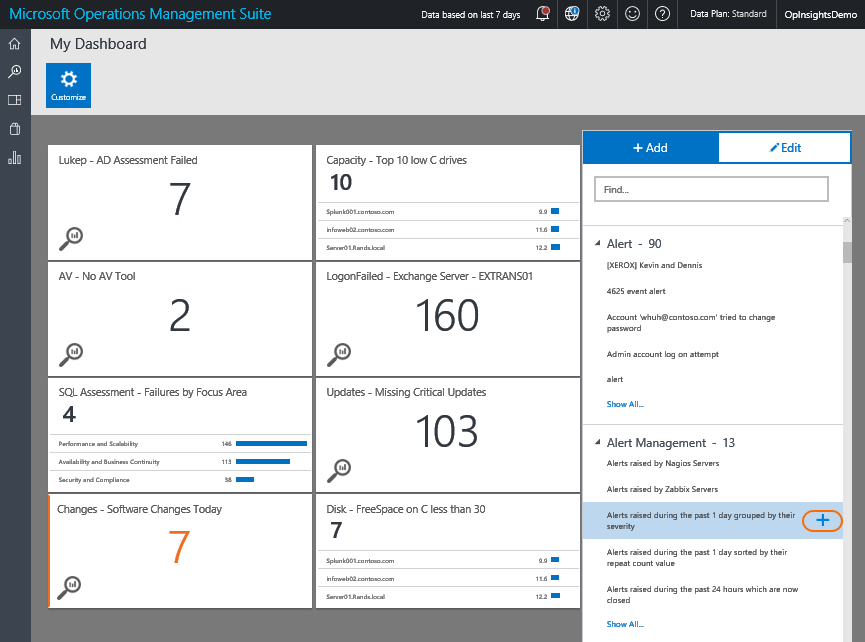 Microsoft Operations Management Suite
Data based on last 7 days
Data Plan: Standard
OpInsightsDemo
My Dashboard
Customize
Lukep - AD Assessment Failed
7
Capacity - Top 10 low C drives
10
Splunk001.contoso.com 9.9
infoweb02.contoso.com 11.6
Server01.Rands.local 12.2
AV - No AV Tool
2
LogonFailed - Exchange Server - EXTRANS01
160
SQL Assessment - Failures by Focus Area
4
Performance and Scalability 146
Availability and Business Continuity 113
Security and Compliance 38
Updates - Missing Critical Updates
103
Changes - Software Changes Today
7
Disk - FreeSpace on C less than 30
7
Splunk001.contoso.com 9.9
infoweb02.contoso.com 11.6
Server01.Rands.local 12.2
+ Add
Edit
Find...
Alert - 90
[XEROX] Kevin and Dennis
4625 event alert
Account 'whuh@contoso.com' tried to change
password
Admin account log on attempt
alert
Show All...
Alert Management - 13
Alerts raised by Nagios Servers
Alerts raised by Zabbix Servers
Alerts raised during the past 1 day grouped by their
severity
Alerts raised during the past 1 day sorted by their
repeat count value
Alerts raised during the past 24 hours which are now
closed
Show All...